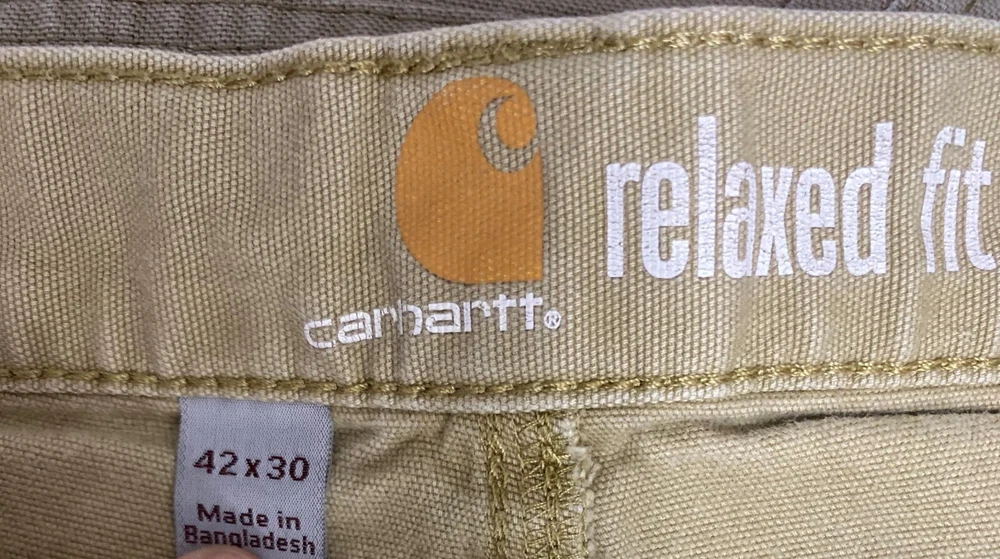 relaxed fit
carhartt®
42 x 30
Made in
Bangladesh